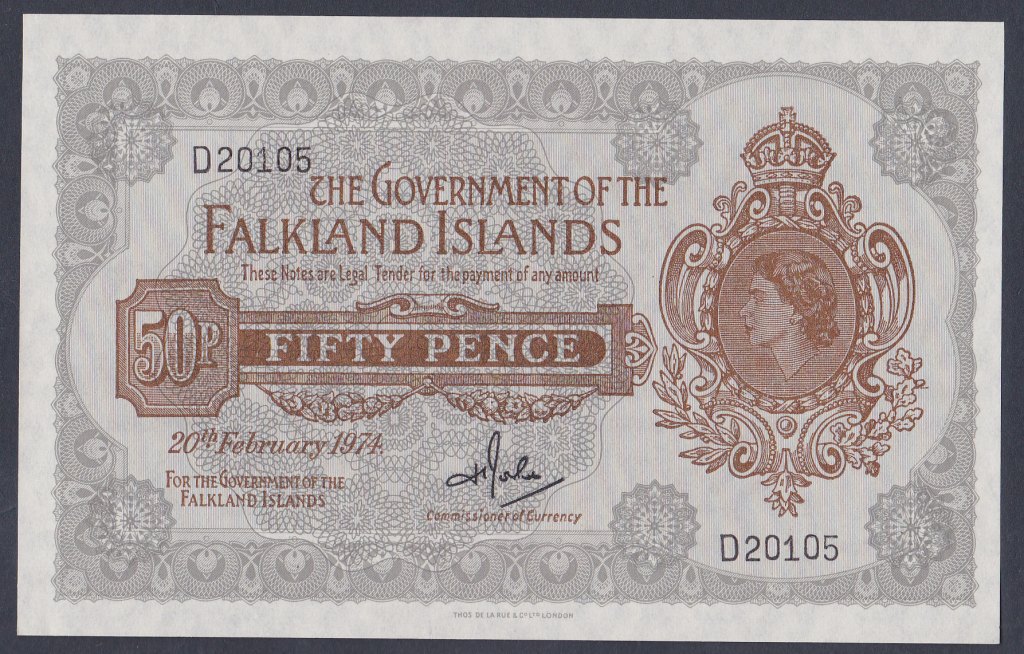 D20105
THE GOVERNMENT OF THE
FALKLAND ISLANDS
These Notes are Legal Tender for the payment of any amount
50P
FIFTY PENCE
20th February 1974.
FOR THE GOVERNMENT OF THE
FALKLAND ISLANDS
Commissioner of Currency
D20105
THOS DE LA RUE & Co LTD LONDON